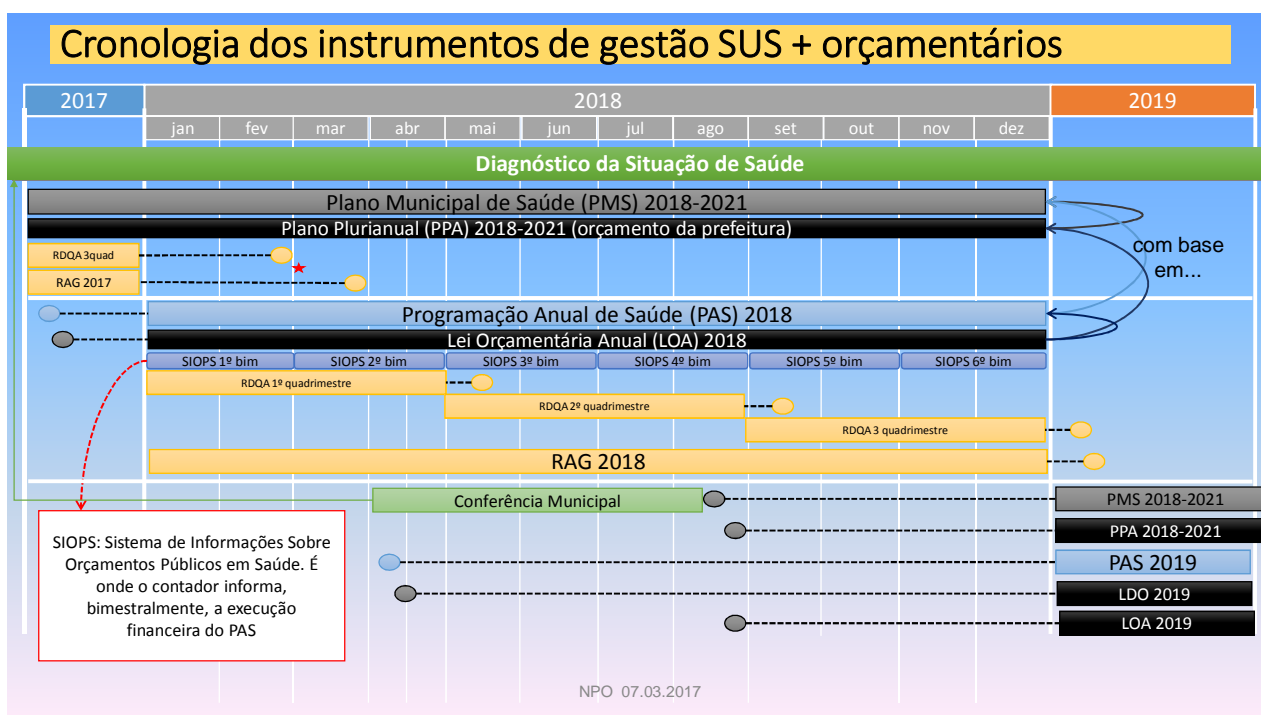 Cronologia dos instrumentos de gestão SUS + orçamentários
2017
2018
2019
jan
fev
mar
abr
mai
jun
jul
ago
set
out
nov
dez
Diagnóstico da Situação de Saúde
Plano Municipal de Saúde (PMS) 2018-2021
Plano Plurianual (PPA) 2018-2021 (orçamento da prefeitura)
com base
em...
RDQA 3quad
RAG 2017
Programação Anual de Saúde (PAS) 2018
Lei Orçamentária Anual (LOA) 2018
SIOPS 1º bim
SIOPS 2º bim
SIOPS 3º bim
SIOPS 4º bim
SIOPS 5º bim
SIOPS 6º bim
RDQA 1º quadrimestre
RDQA 2º quadrimestre
RDQA 3 quadrimestre
RAG 2018
Conferência Municipal
PMS 2018-2021
PPA 2018-2021
PAS 2019
LDO 2019
LOA 2019
SIOPS: Sistema de Informações Sobre
Orçamentos Públicos em Saúde. É
onde o contador informa,
bimestralmente, a execução
financeira do PAS
NPO 07.03.2017